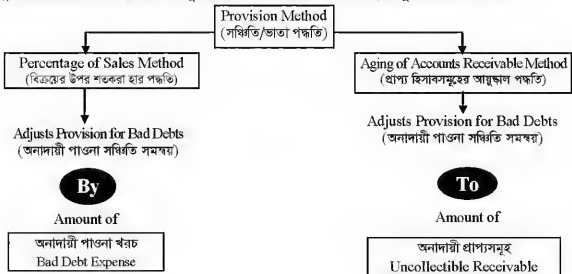 Provision Method
(সঞ্চিতি/ভাতা পদ্ধতি)
Percentage of Sales Method
(বিক্রয়ের উপর শতকরা হার পদ্ধতি)
Aging of Accounts Receivable Method
(প্রাপ্য হিসাবসমূহের আয়ুষ্কাল পদ্ধতি)
Adjusts Provision for Bad Debts
(অনাদায়ী পাওনা সঞ্চিতি সমন্বয়)
Adjusts Provision for Bad Debts
(অনাদায়ী পাওনা সঞ্চিতি সমন্বয়)
By
To
Amount of
Amount of
অনাদায়ী পাওনা খরচ
Bad Debt Expense
অনাদায়ী প্রাপ্যসমূহ
Uncollectible Receivable